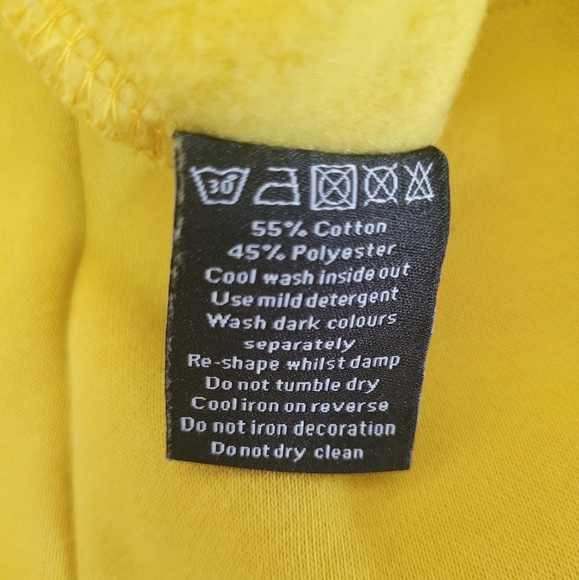 30
55% Cotton
45% Polyester
Cool wash inside out
Use mild detergent
Wash dark colours
separately
Re-shape whilst damp
Do not tumble dry
Cool iron on reverse
Do not iron decoration
Do not dry clean